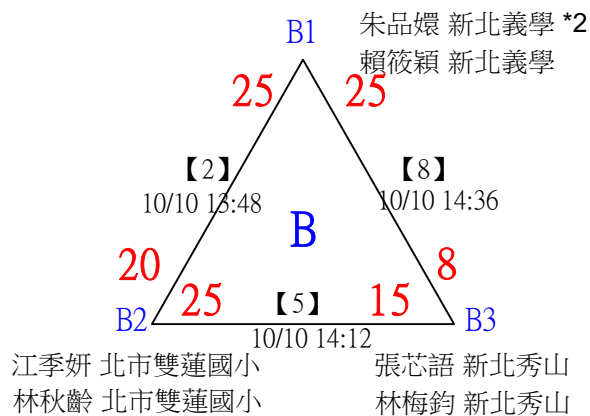 朱品嬛 新北義學 *2
B1
賴筱穎 新北義學
25
25
【2】
【8】
10/10 13:48
10/10 14:36
B
20
8
25
【5】
15
B2
B3
10/10 14:12
江季妍 北市雙蓮國小
張芯語 新北秀山
林秋齡 北市雙蓮國小
林梅鈞 新北秀山